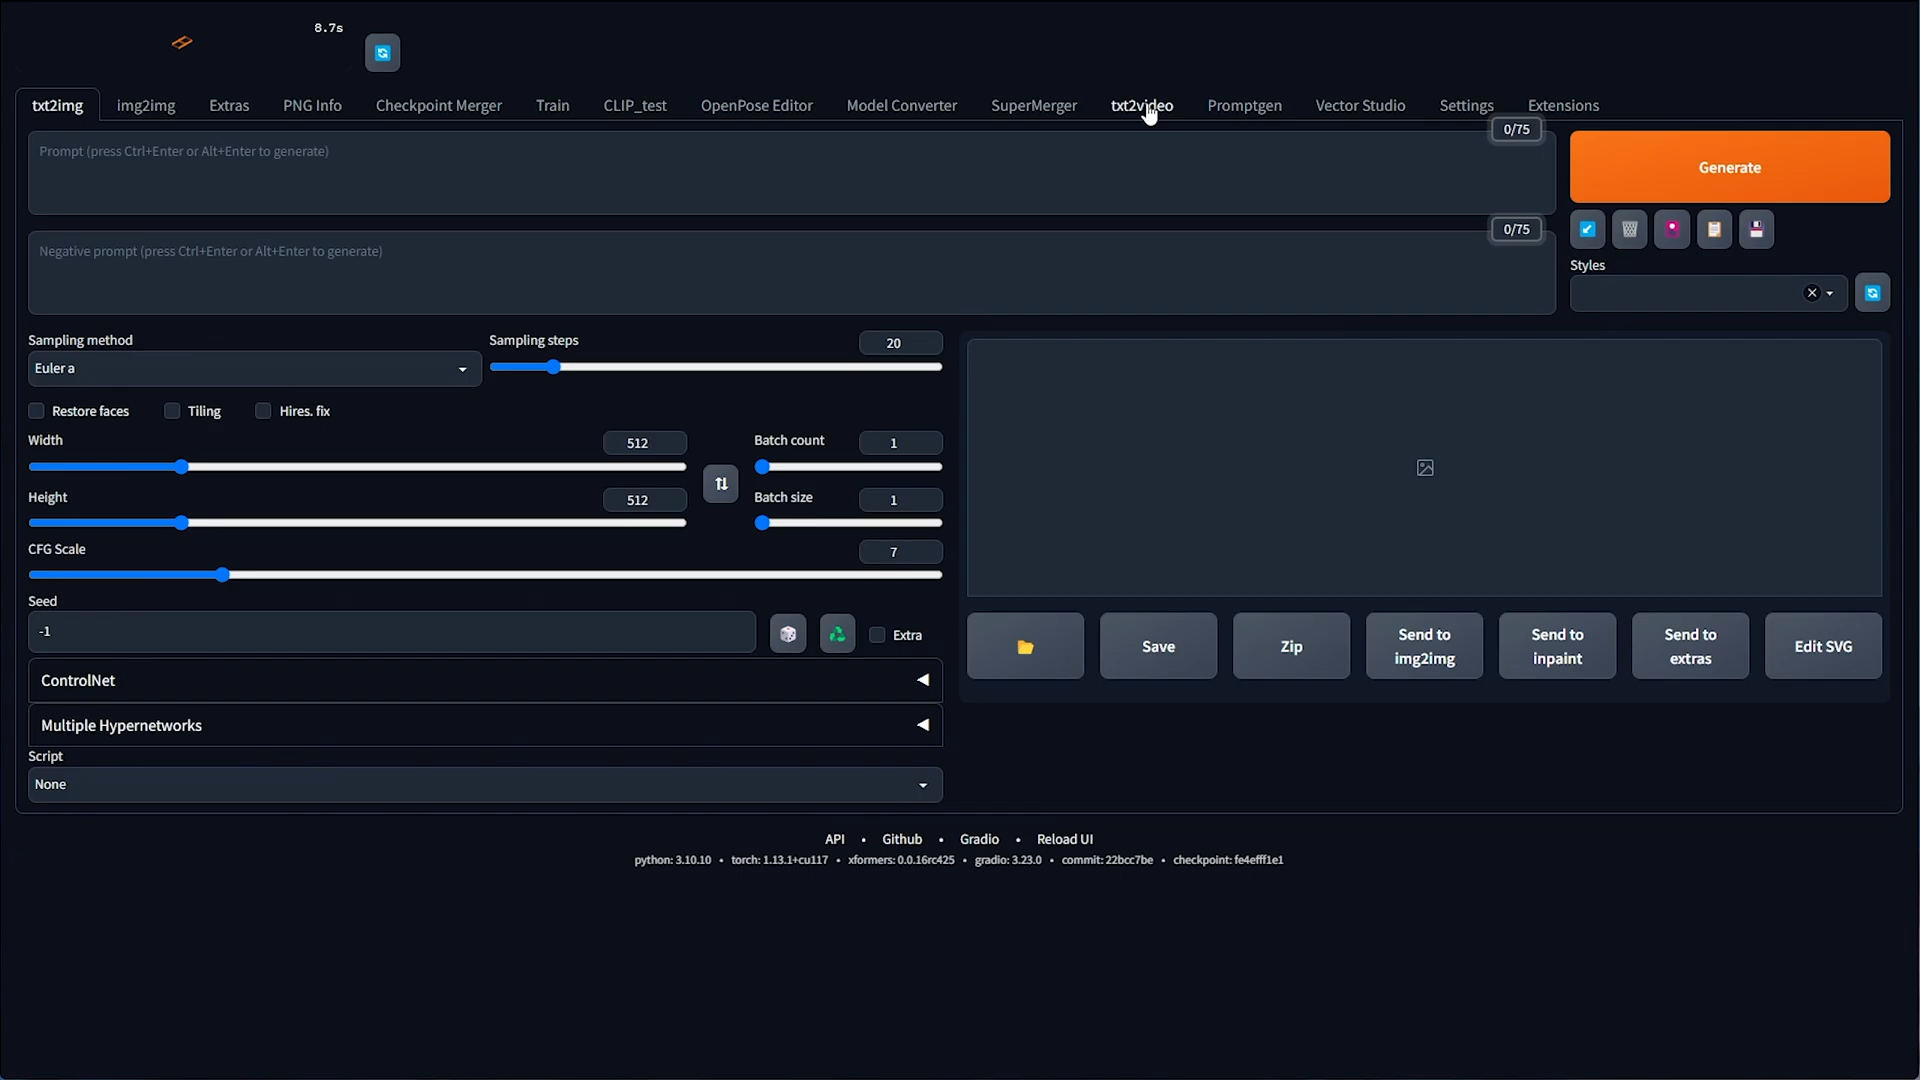 8.7s
txt2img img2img Extras PNG Info Checkpoint Merger Train CLIP_test OpenPose Editor Model Converter SuperMerger txt2video Promptgen Vector Studio Settings Extensions
0/75
Prompt (press Ctrl+Enter or Alt+Enter to generate)
Generate
0/75
Negative prompt (press Ctrl+Enter or Alt+Enter to generate)
Styles
Sampling method
Euler a
Sampling steps
20
Restore faces
Tiling
Hires. fix
Width
512
Batch count
1
Height
512
Batch size
1
CFG Scale
7
Seed
-1
Extra
ControlNet
Multiple Hypernetworks
Script
None
Save
Zip
Send to
img2img
Send to
inpaint
Send to
extras
Edit SVG
API • Github • Gradio • Reload UI
python: 3.10.10 • torch: 1.13.1+cu117 • xformers: 0.0.16rc425 • gradio: 3.23.0 • commit: 22bcc7be • checkpoint: fe4efff1e1